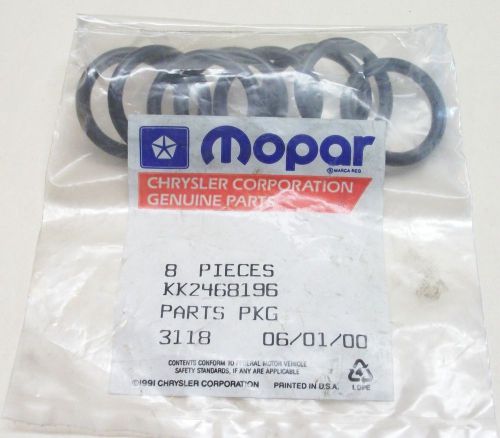 Mopar
® MARCA REG
CHRYSLER CORPORATION
GENUINE PARTS
8 PIECES
KK2468196
PARTS PKG
3118 06/01/00
CONTENTS CONFORM TO FEDERAL MOTOR VEHICLE
SAFETY STANDARDS, IF ANY ARE APPLICABLE
©1991 CHRYSLER CORPORATION PRINTED IN U.S.A.
4
LDPE